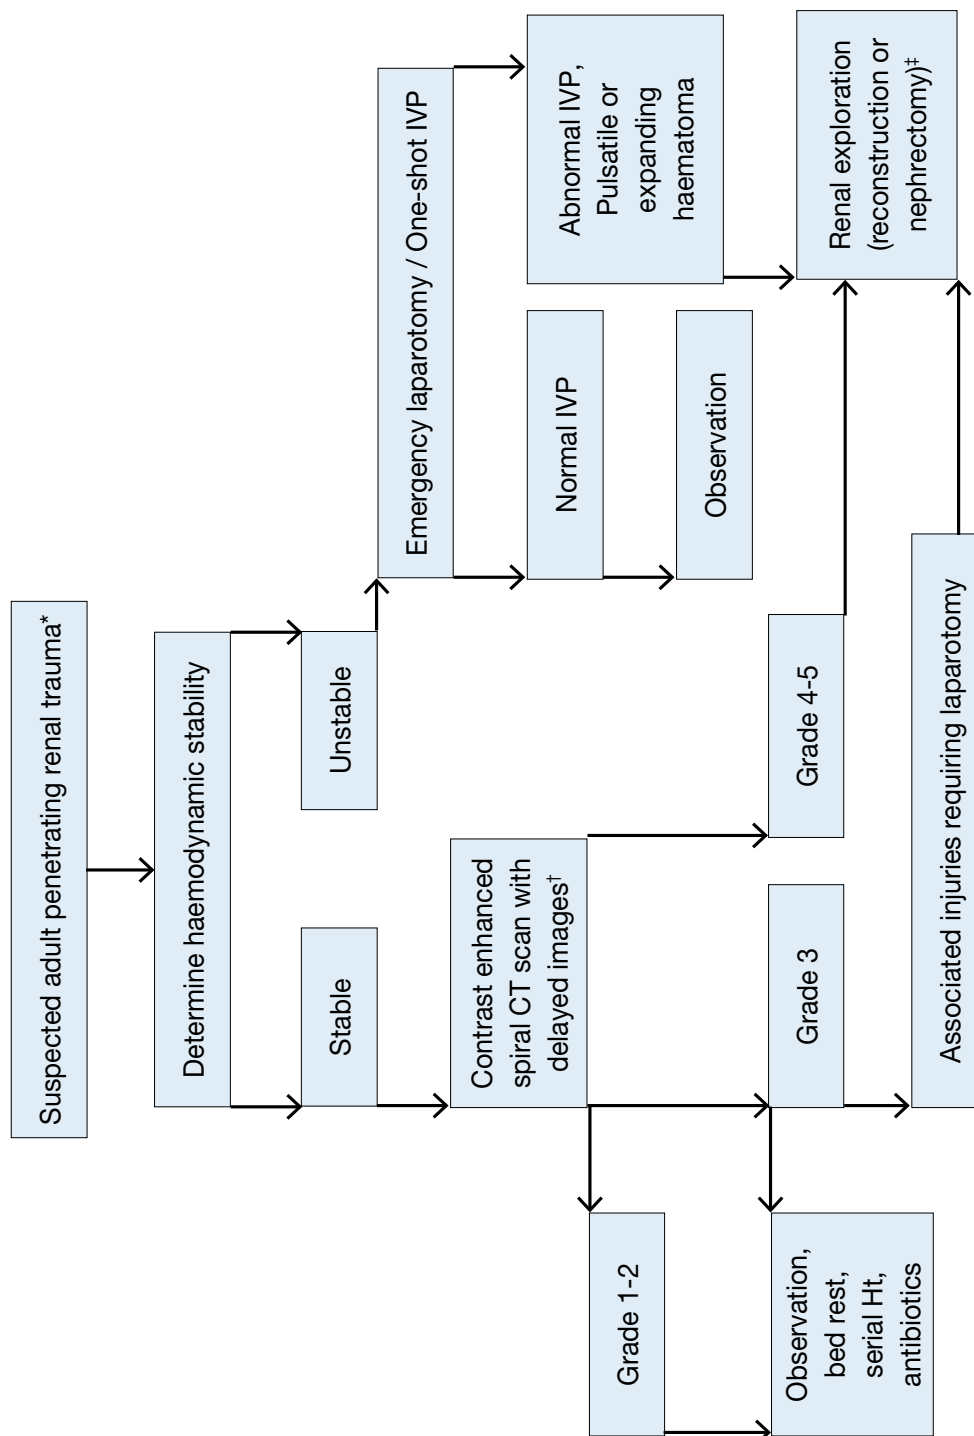 Suspected adult penetrating renal trauma*
Determine haemodynamic stability
Stable
Unstable
Contrast enhanced
spiral CT scan with
delayed images†
Emergency laparotomy / One-shot IVP
Grade 1-2
Grade 3
Grade 4-5
Normal IVP
Abnormal IVP,
Pulsatile or
expanding
haematoma
Observation,
bed rest,
serial Ht,
antibiotics
Associated injuries requiring laparotomy
Observation
Renal exploration
(reconstruction or
nephrectomy)‡